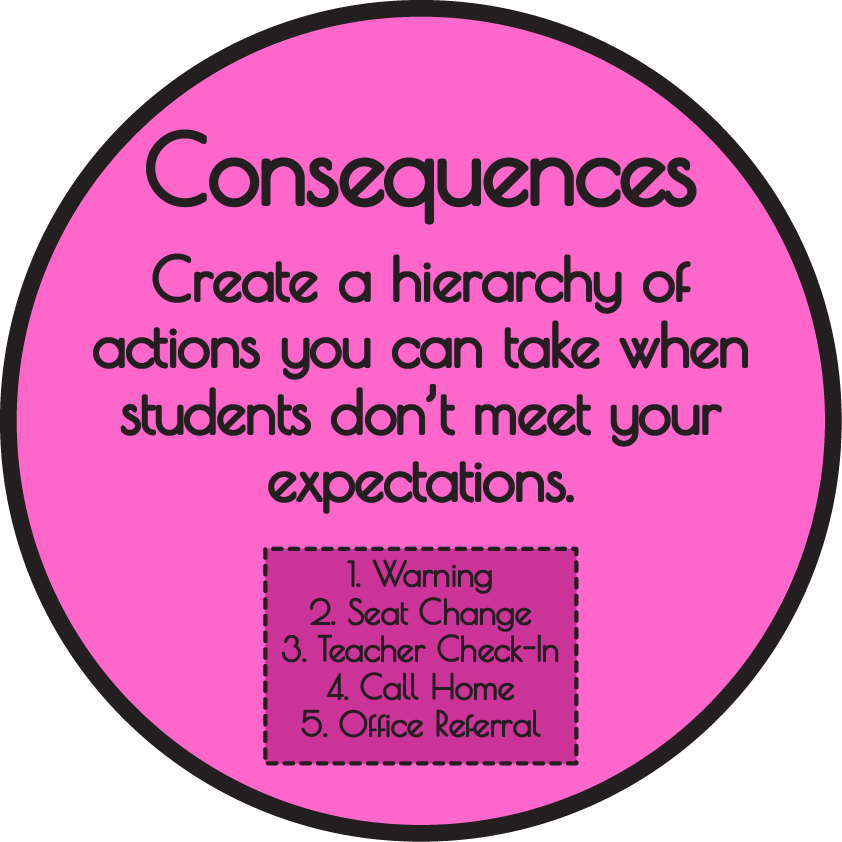 Consequences
Create a hierarchy of
actions you can take when
students don't meet your
expectations.
1. Warning
2. Seat Change
3. Teacher Check-In
4. Call Home
5. Office Referral